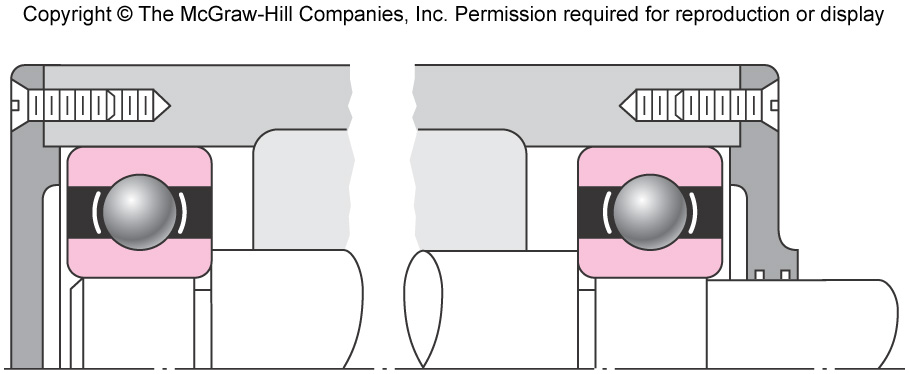 Copyright © The McGraw-Hill Companies, Inc. Permission required for reproduction or display